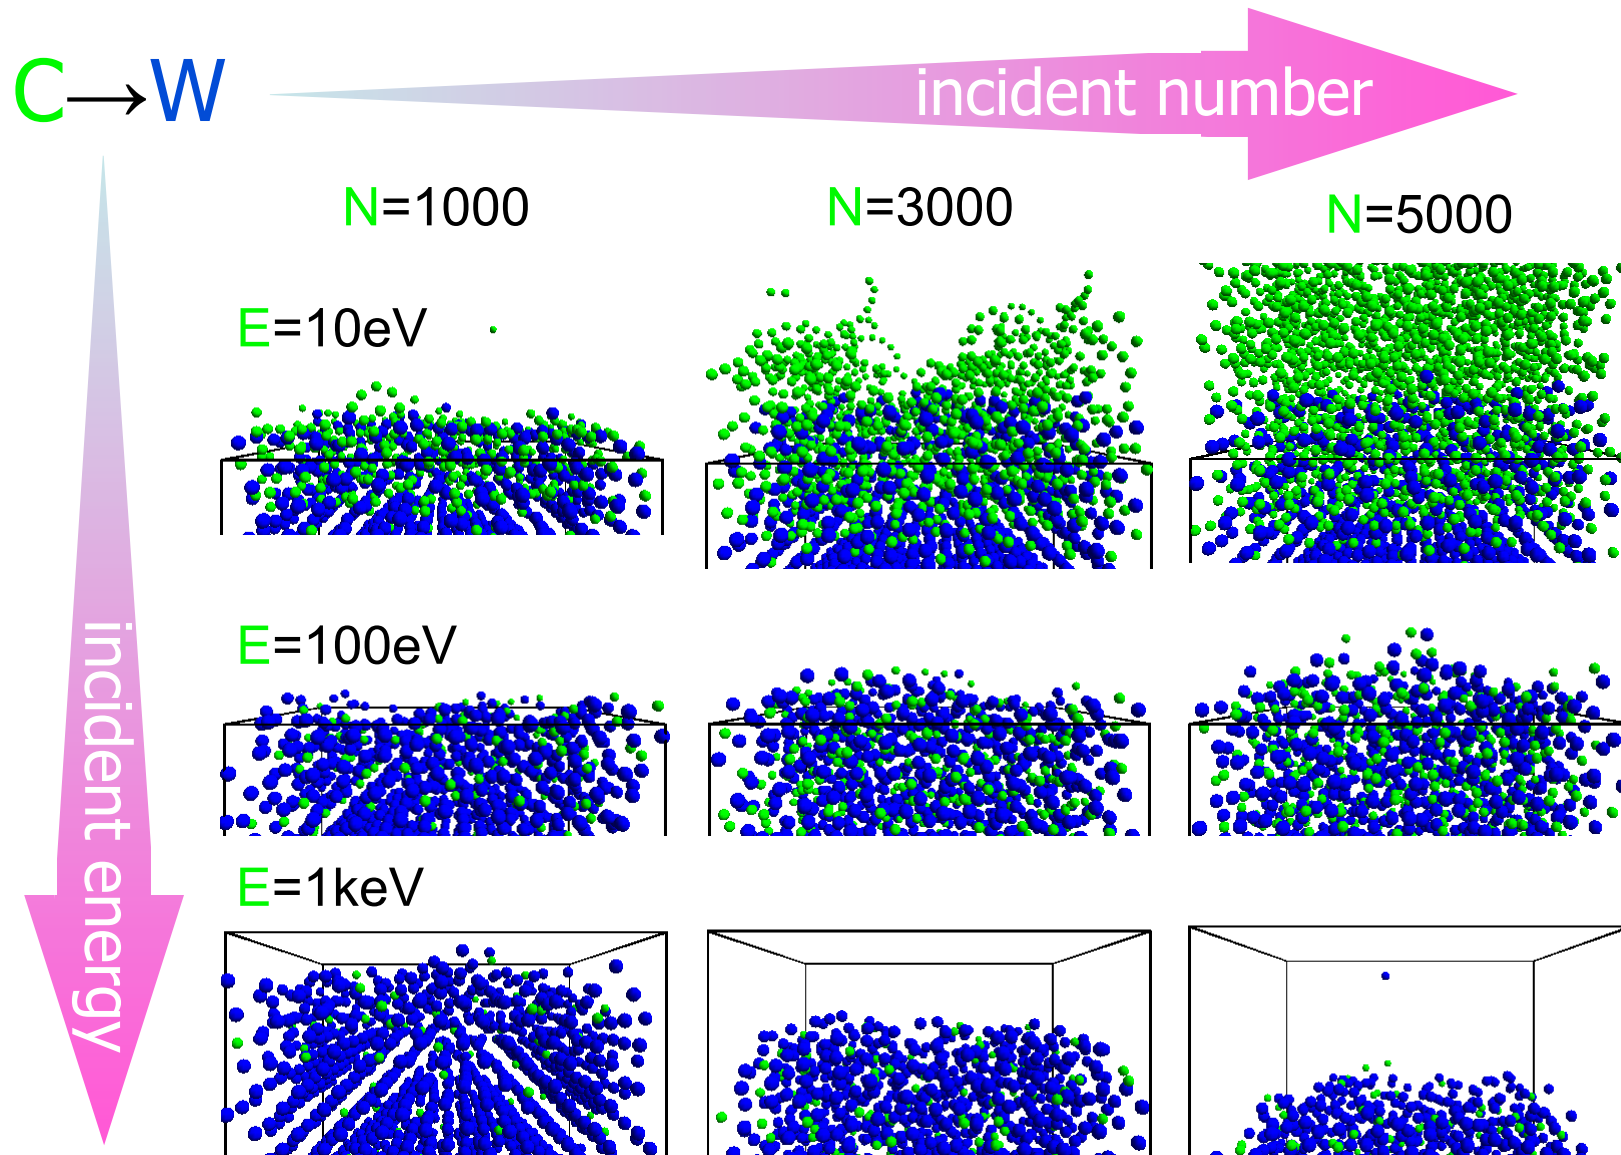 C→W
incident number
N=1000
N=3000
N=5000
E=10eV
E=100eV
E=1keV
incident energy